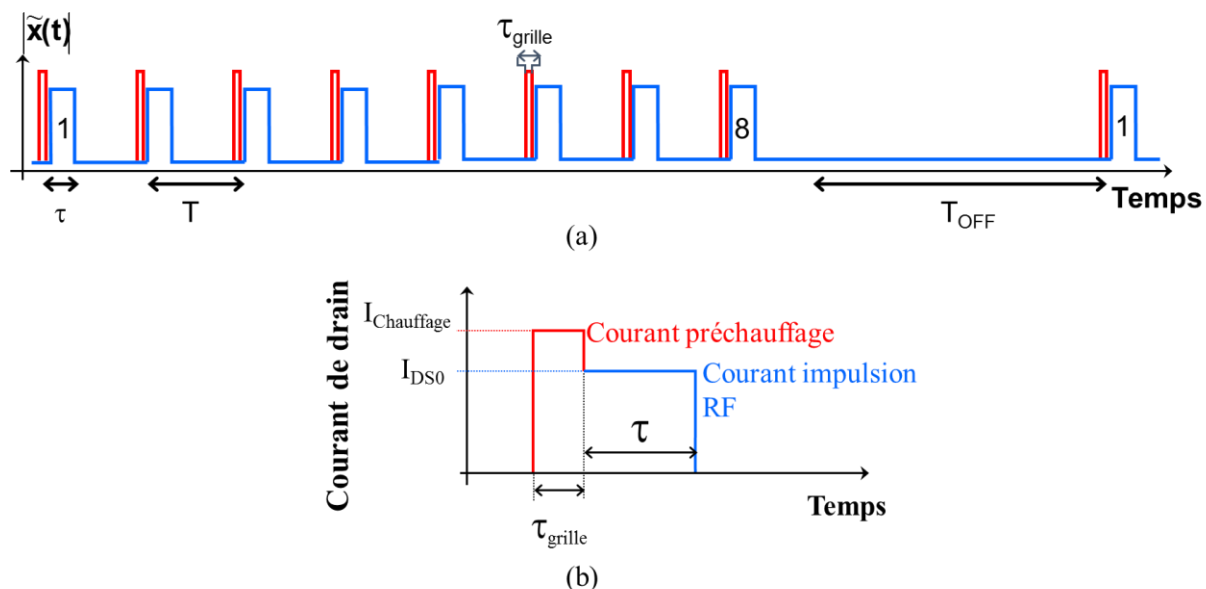 |x̃(t)|
τgrille
1
8
1
τ
T
TOFF
Temps
(a)
Courant de drain
IChauffage
Courant préchauffage
IDS0
Courant impulsion
RF
τ
Temps
τgrille
(b)